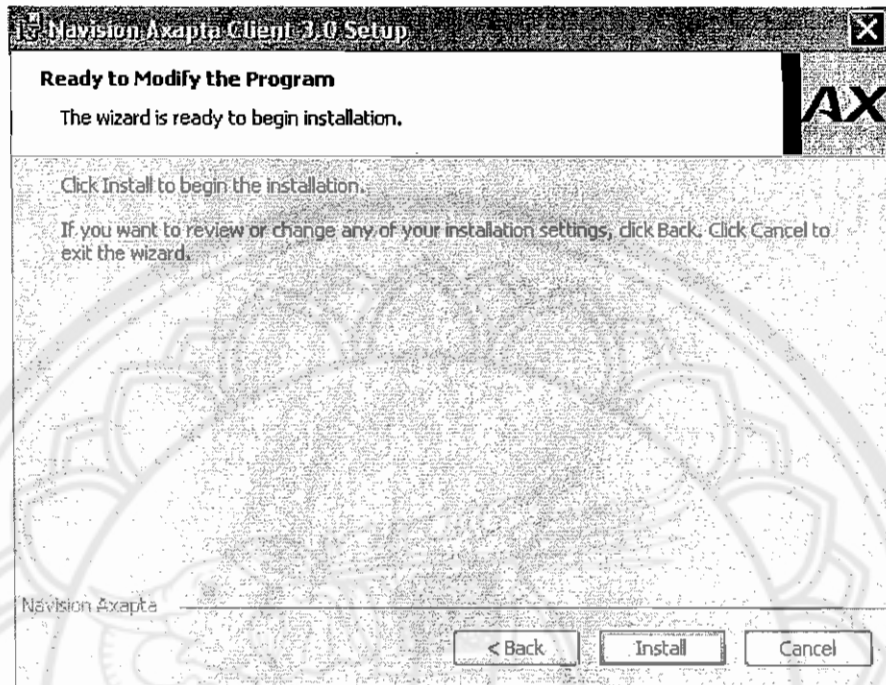 Navision Axapta Client 3.0 Setup
Ready to Modify the Program
The wizard is ready to begin installation.
AX
Click Install to begin the installation.
If you want to review or change any of your installation settings, click Back. Click Cancel to
exit the wizard.
Navision Axapta
< Back Install Cancel